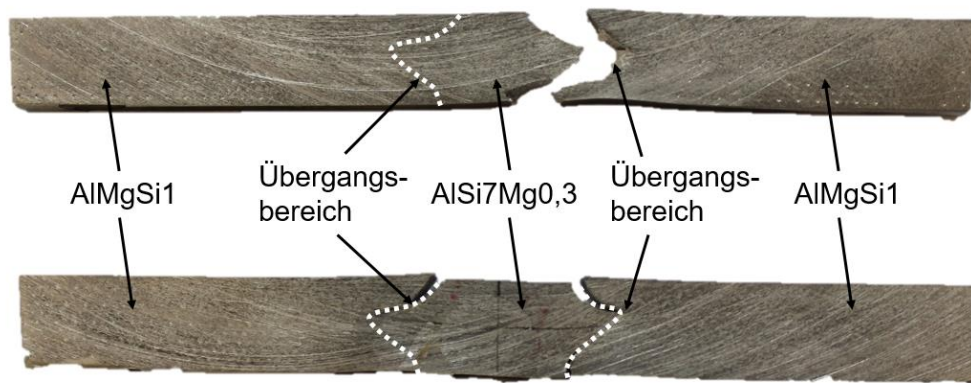 AlMgSi1
Übergangs-
bereich
AlSi7Mg0,3
Übergangs-
bereich
AlMgSi1